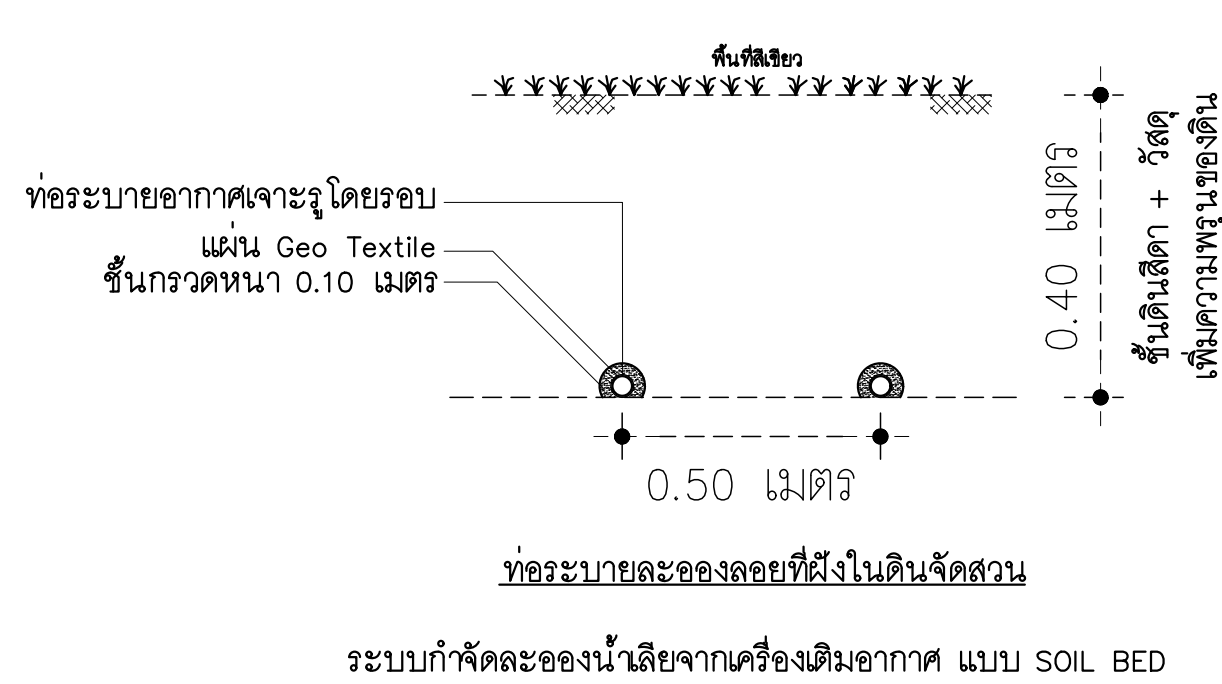 พื้นที่สีเขียว
ท่อระบายอากาศเจาะรูโดยรอบ
แผ่น Geo Textile
ชั้นกรวดหนา 0.10 เมตร
0.40 เมตร
ชั้นดินสีดา + วัสดุ
เพิ่มความพรุนของดิน
0.50 เมตร
ท่อระบายละอองลอยที่ฝังในดินจัดสวน
ระบบกำจัดละอองน้ำเสียจากเครื่องเติมอากาศ แบบ SOIL BED